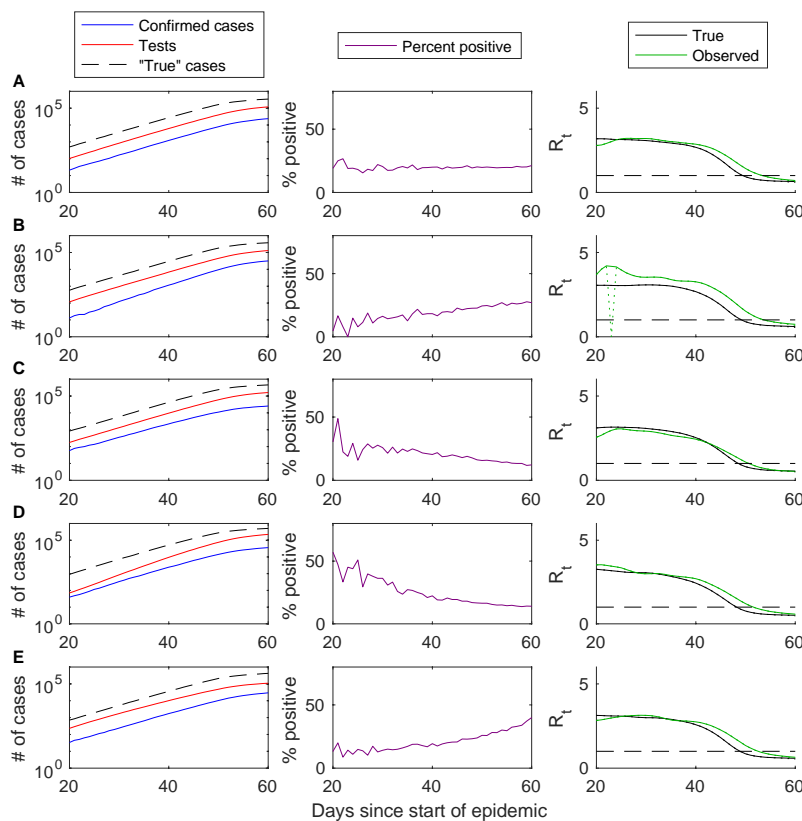 Confirmed cases
Tests
"True" cases
Percent positive
True
Observed
A
# of cases
10^5
10^0
20 40 60
% positive
50
0
20 40 60
R_t
5
0
20 40 60
B
# of cases
10^5
10^0
20 40 60
% positive
50
0
20 40 60
R_t
5
0
20 40 60
C
# of cases
10^5
10^0
20 40 60
% positive
50
0
20 40 60
R_t
5
0
20 40 60
D
# of cases
10^5
10^0
20 40 60
% positive
50
0
20 40 60
R_t
5
0
20 40 60
E
# of cases
10^5
10^0
20 40 60
% positive
50
0
20 40 60
R_t
5
0
20 40 60
Days since start of epidemic